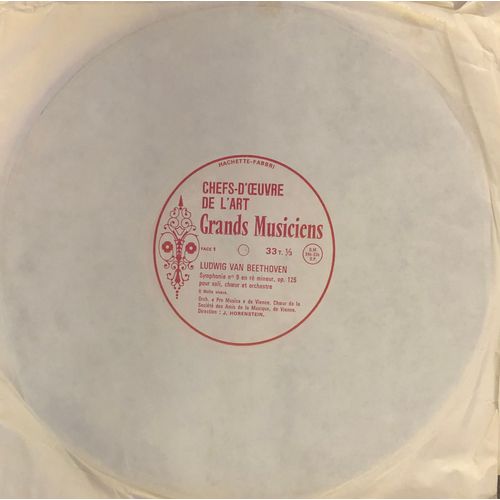 HACHETTE-FABBRI
CHEFS-D'ŒUVRE
DE L'ART
Grands Musiciens
FACE 1
33 T. ⅓
LUDWIG VAN BEETHOVEN
Symphonie n° 9 en ré mineur, op. 125
pour soli, chœur et orchestre
Orch. « Pro Musica » de Vienne. Chœur de la
Société des Amis de la Musique, de Vienne.
Direction : J. HORENSTEIN.